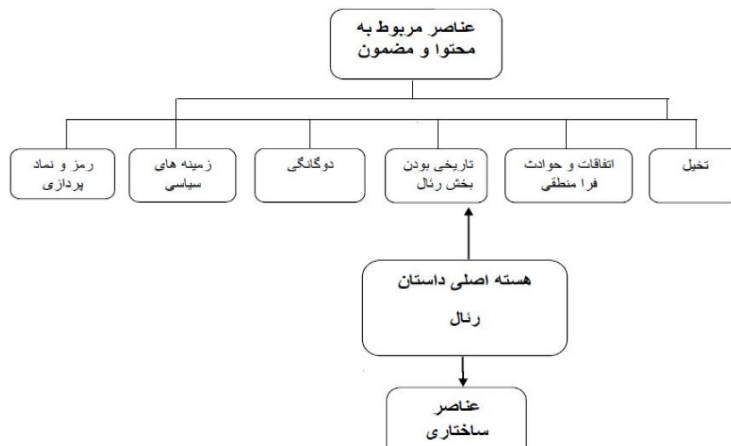 عناصر مربوط به
محتوا و مضمون
تخیل
اتفاقات و حوادث
فرا منطقی
تاریخی بودن
بخش رئال
دوگانگی
زمینه های
سیاسی
رمز و نماد
پردازی
هسته اصلی داستان
رئال
عناصر
ساختاری